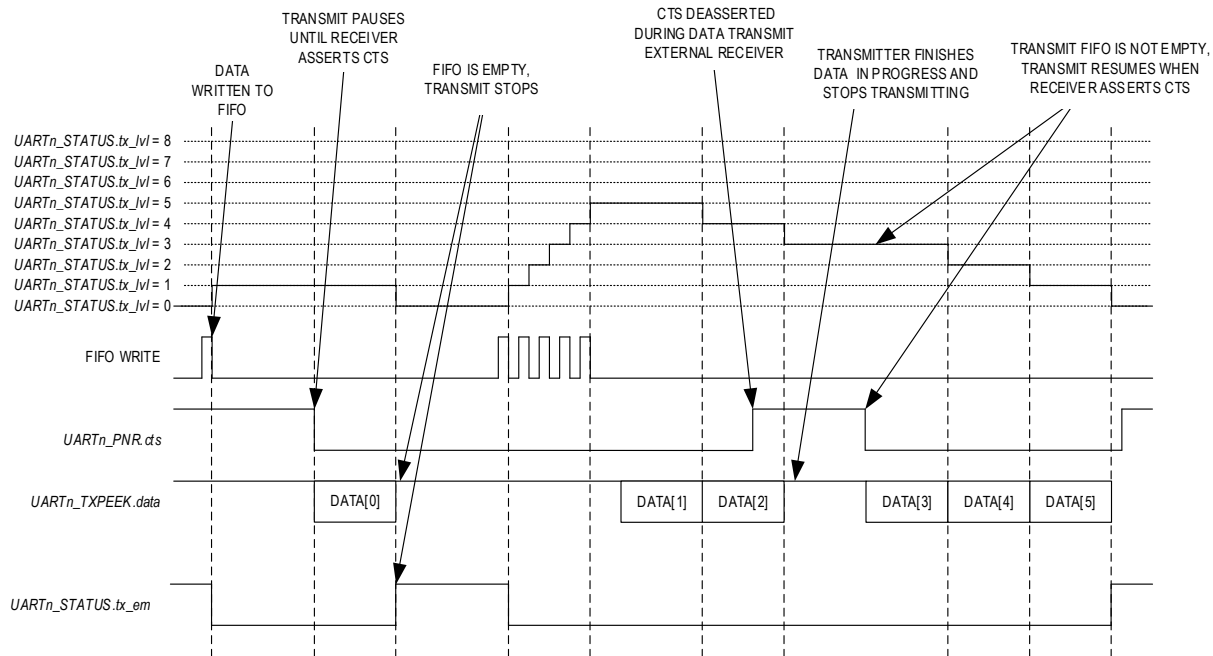 TRANSMIT PAUSES
UNTIL RECEIVER
ASSERTS CTS
DATA
WRITTEN TO
FIFO
FIFO IS EMPTY,
TRANSMIT STOPS
CTS DEASSERTED
DURING DATA TRANSMIT
EXTERNAL RECEIVER
TRANSMITTER FINISHES
DATA IN PROGRESS AND
STOPS TRANSMITTING
TRANSMIT FIFO IS NOT EMPTY,
TRANSMIT RESUMES WHEN
RECEIVER ASSERTS CTS
UARTn_STATUS.tx_lvl = 8
UARTn_STATUS.tx_lvl = 7
UARTn_STATUS.tx_lvl = 6
UARTn_STATUS.tx_lvl = 5
UARTn_STATUS.tx_lvl = 4
UARTn_STATUS.tx_lvl = 3
UARTn_STATUS.tx_lvl = 2
UARTn_STATUS.tx_lvl = 1
UARTn_STATUS.tx_lvl = 0
FIFO WRITE
UARTn_PNR.cts
UARTn_TXPEEK.data
DATA[0]
DATA[1]
DATA[2]
DATA[3]
DATA[4]
DATA[5]
UARTn_STATUS.tx_em